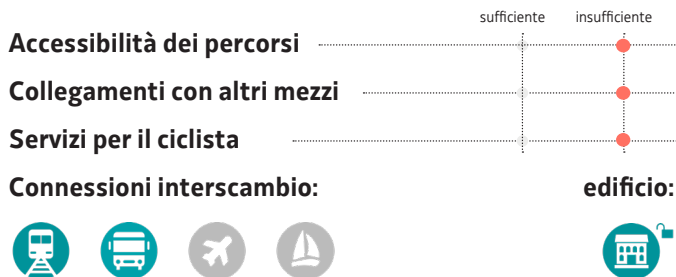 sufficiente insufficiente
Accessibilità dei percorsi
Collegamenti con altri mezzi
Servizi per il ciclista
Connessioni interscambio: edificio: